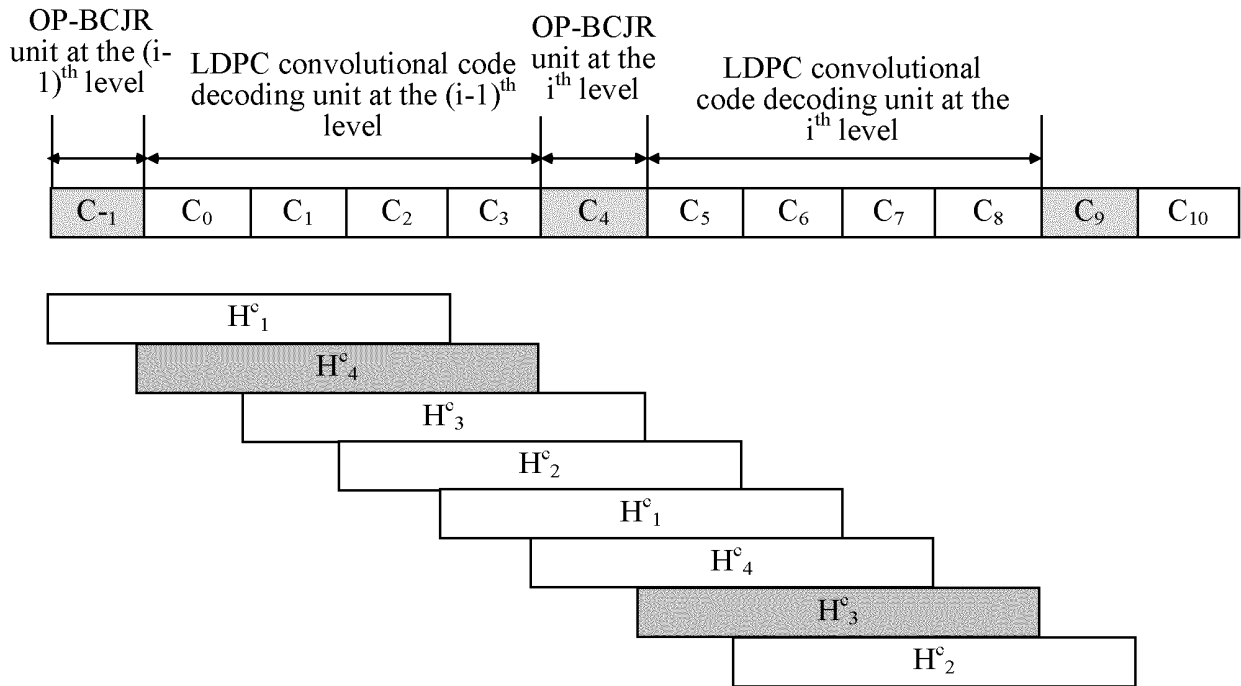 OP-BCJR
unit at the (i-
1)th level
LDPC convolutional code
decoding unit at the (i-1)th
level
OP-BCJR
unit at the
ith level
LDPC convolutional
code decoding unit at the
ith level
C-1 C0 C1 C2 C3 C4 C5 C6 C7 C8 C9 C10
Hc1
Hc4
Hc3
Hc2
Hc1
Hc4
Hc3
Hc2